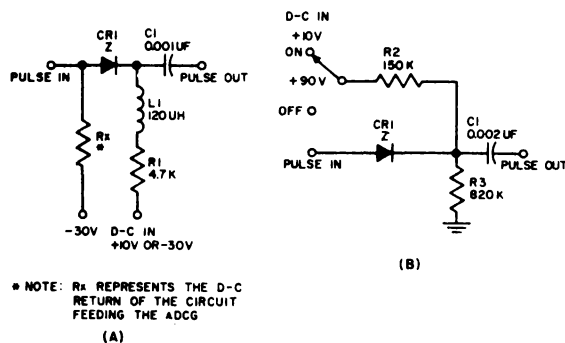 C1
0.001UF
CR1
Z
PULSE IN
PULSE OUT
L1
120UH
Rx
*
R1
4.7K
-30V
D-C IN
+10V OR-30V
* NOTE: Rx REPRESENTS THE D-C
RETURN OF THE CIRCUIT
FEEDING THE ADCG
(A)
D-C IN
+10V
ON
R2
150K
+90V
OFF
CR1
Z
C1
0.002UF
PULSE IN
PULSE OUT
R3
820K
(B)